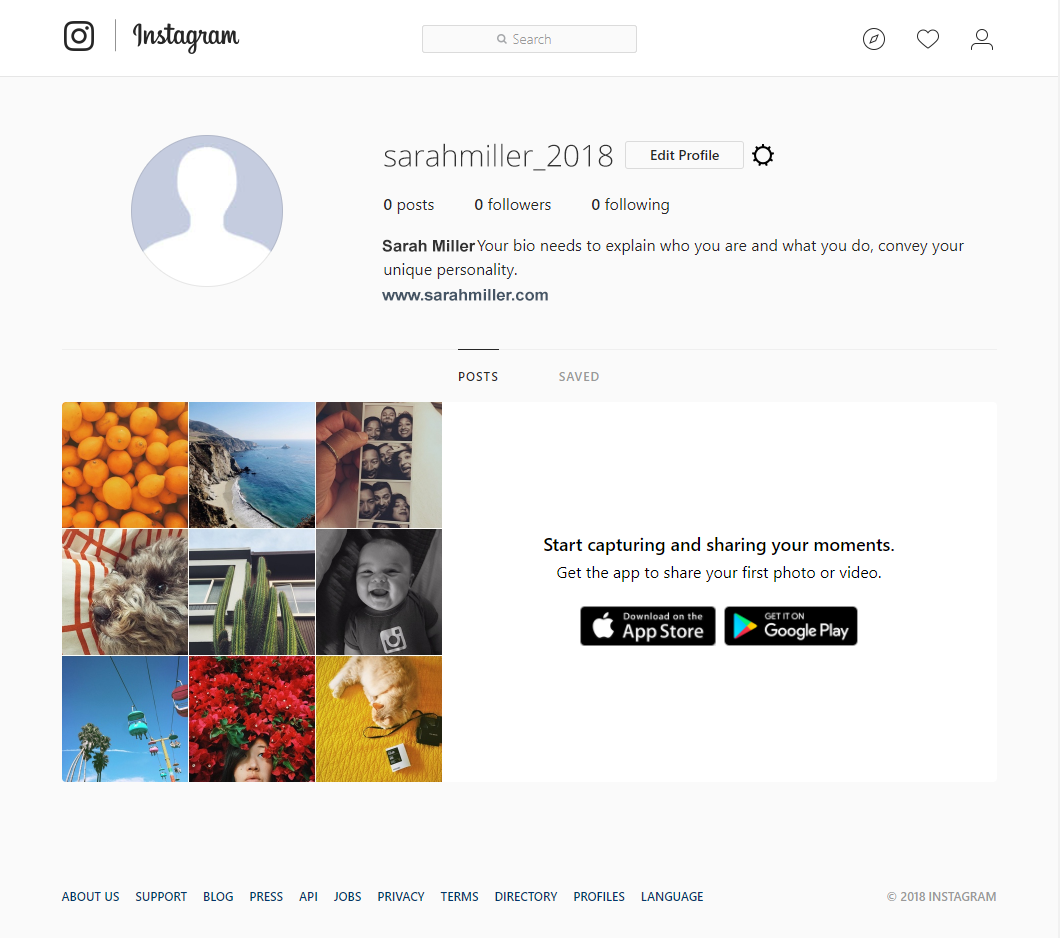 Instagram
Search
sarahmiller_2018
Edit Profile
0 posts 0 followers 0 following
Sarah Miller Your bio needs to explain who you are and what you do, convey your
unique personality.
www.sarahmiller.com
POSTS SAVED
Start capturing and sharing your moments.
Get the app to share your first photo or video.
Download on the
App Store
GET IT ON
Google Play
ABOUT US SUPPORT BLOG PRESS API JOBS PRIVACY TERMS DIRECTORY PROFILES LANGUAGE © 2018 INSTAGRAM